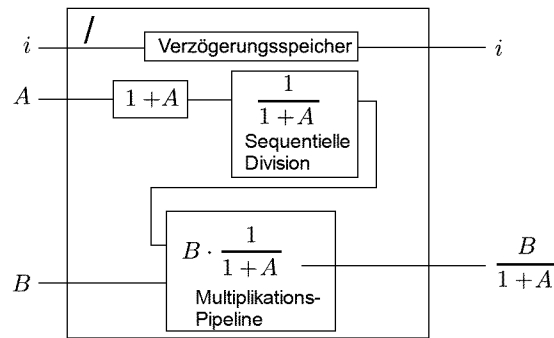 /
i Verzögerungsspeicher i
A 1+A 1/(1+A)
Sequentielle
Division
B · 1/(1+A)
B B/(1+A)
Multiplikations-
Pipeline